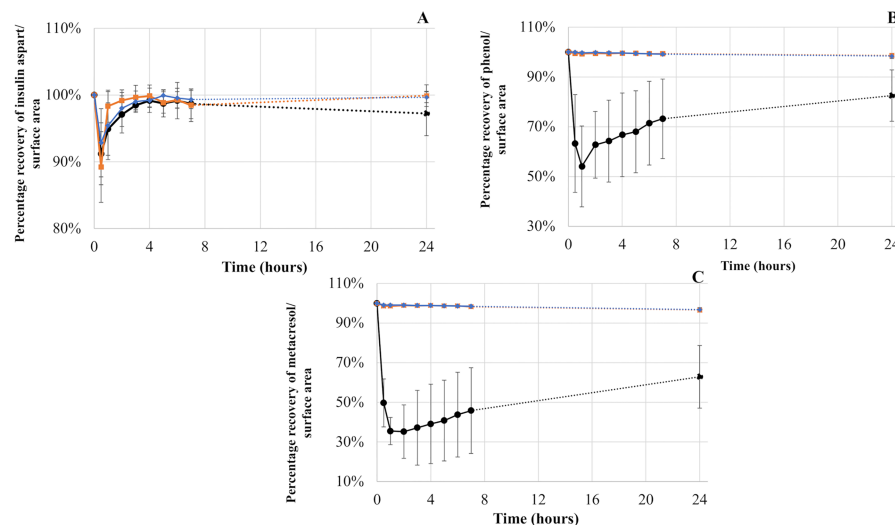 A
Percentage recovery of insulin aspart/
surface area
110%
100%
90%
80%
0 4 8 12 16 20 24
Time (hours)
B
Percentage recovery of phenol/
surface area
110%
90%
70%
50%
30%
0 4 8 12 16 20 24
Time (hours)
C
Percentage recovery of metacresol/
surface area
110%
90%
70%
50%
30%
10%
0 4 8 12 16 20 24
Time (hours)